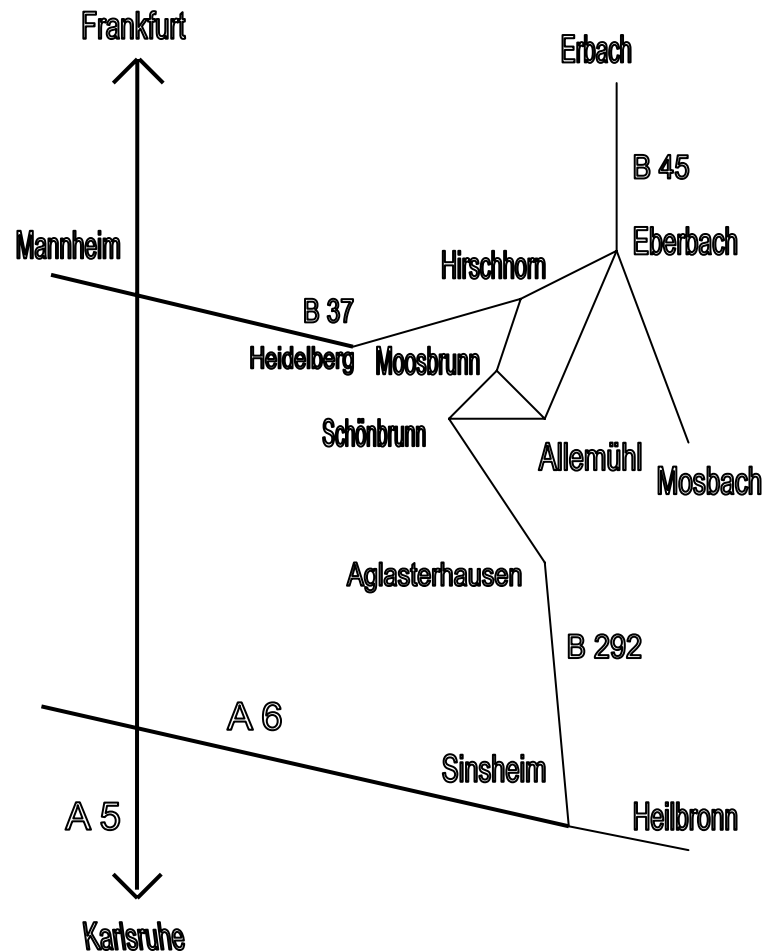 Frankfurt
Erbach
B 45
Mannheim
Hirschhorn
Eberbach
B 37
Heidelberg
Moosbrunn
Schönbrunn
Allemühl
Mosbach
Aglasterhausen
B 292
A 6
Sinsheim
A 5
Heilbronn
Karlsruhe